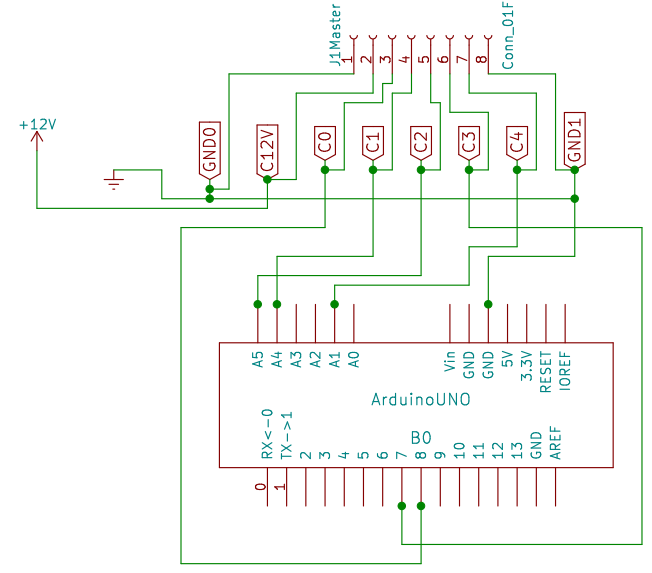 J1Master
Conn_01F
1 2 3 4 5 6 7 8
+12V
GND0 C12V C0 C1 C2 C3 C4 GND1
A5 A4 A3 A2 A1 A0 Vin GND GND 5V 3.3V RESET IOREF
ArduinoUNO
B0
RX<-0 TX->1 2 3 4 5 6 7 8 9 10 11 12 13 GND AREF
0 1